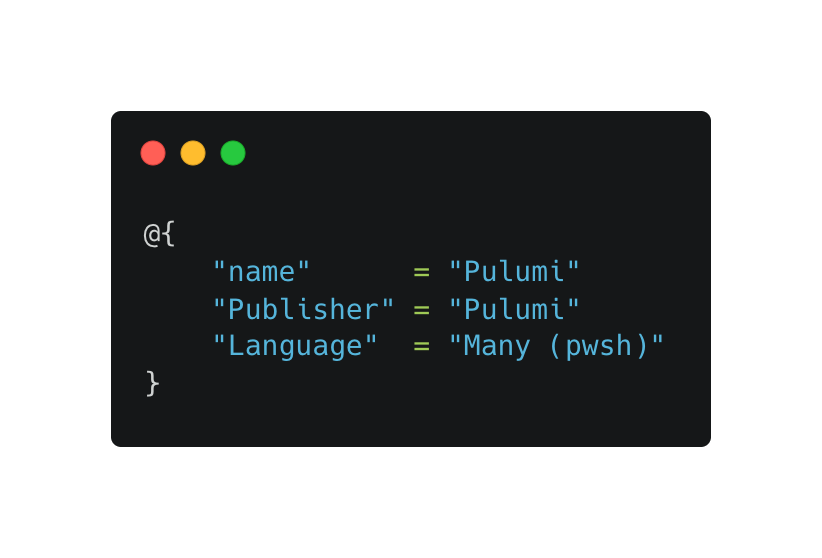 @{
    "name"      = "Pulumi"
    "Publisher" = "Pulumi"
    "Language"  = "Many (pwsh)"
}